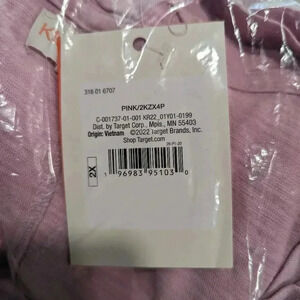 318 01 6707
PINK/2KZX4P
C-001737-01-001 KR22_01Y01-0199
Dist. by Target Corp., Mpls., MN 55403
Origin: Vietnam ©2022 Target Brands, Inc.
Shop Target.com
2X
1 96983 95103 0